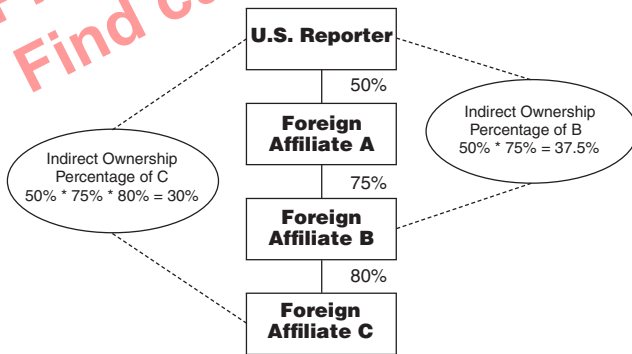 Find c
U.S. Reporter
50%
Foreign
Affiliate A
Indirect Ownership
Percentage of B
50% * 75% = 37.5%
Indirect Ownership
Percentage of C
50% * 75% * 80% = 30%
75%
Foreign
Affiliate B
80%
Foreign
Affiliate C